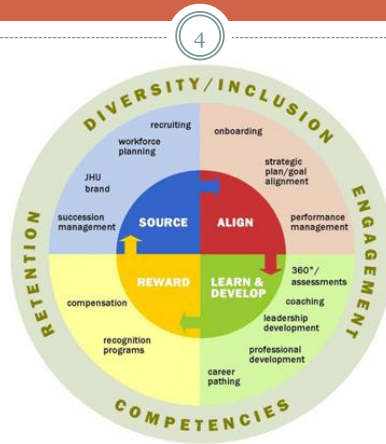 4
DIVERSITY/INCLUSION
ENGAGEMENT
COMPETENCIES
RETENTION
recruiting
workforce
planning
JHU
brand
succession
management
SOURCE
onboarding
strategic
plan/goal
alignment
performance
management
ALIGN
REWARD
compensation
recognition
programs
LEARN &
DEVELOP
360°/
assessments
coaching
leadership
development
professional
development
career
pathing